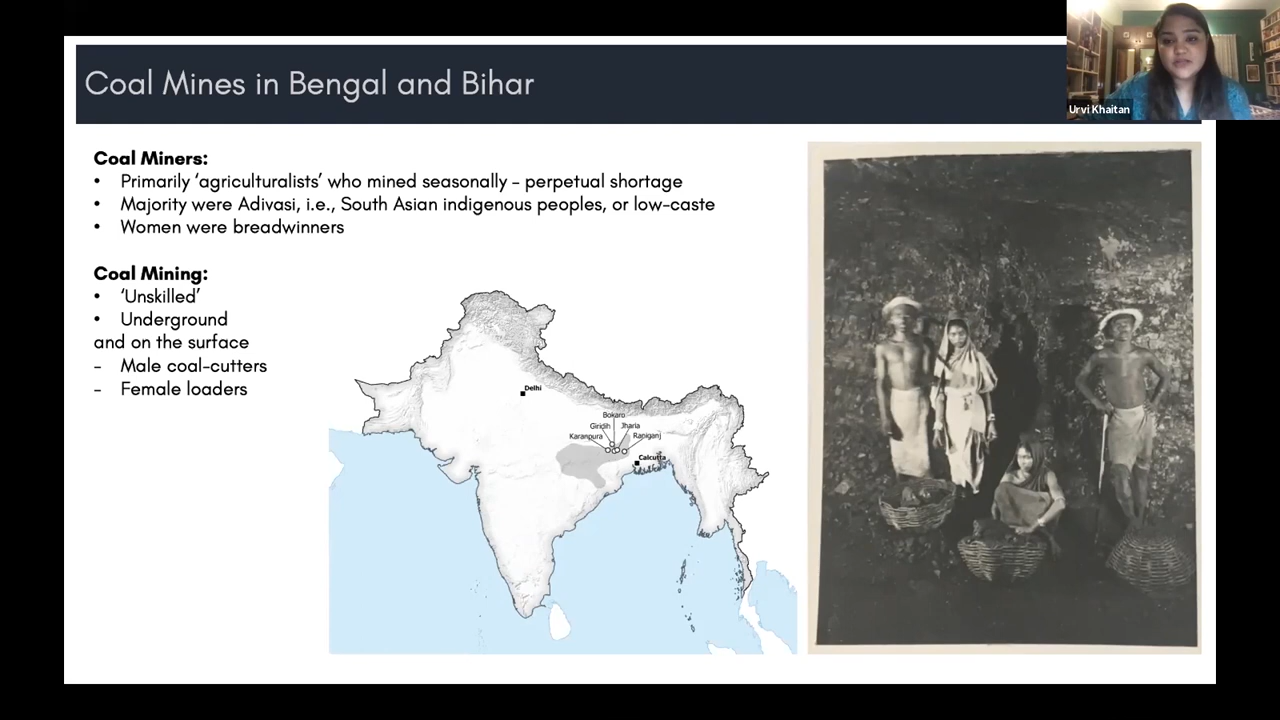 Coal Mines in Bengal and Bihar
Urvi Khaitan
Coal Miners:
• Primarily ‘agriculturalists’ who mined seasonally – perpetual shortage
• Majority were Adivasi, i.e., South Asian indigenous peoples, or low-caste
• Women were breadwinners
Coal Mining:
• ‘Unskilled’
• Underground
and on the surface
- Male coal-cutters
- Female loaders
Delhi
Bokaro
Giridih Jharia
Karanpura Raniganj
Calcutta